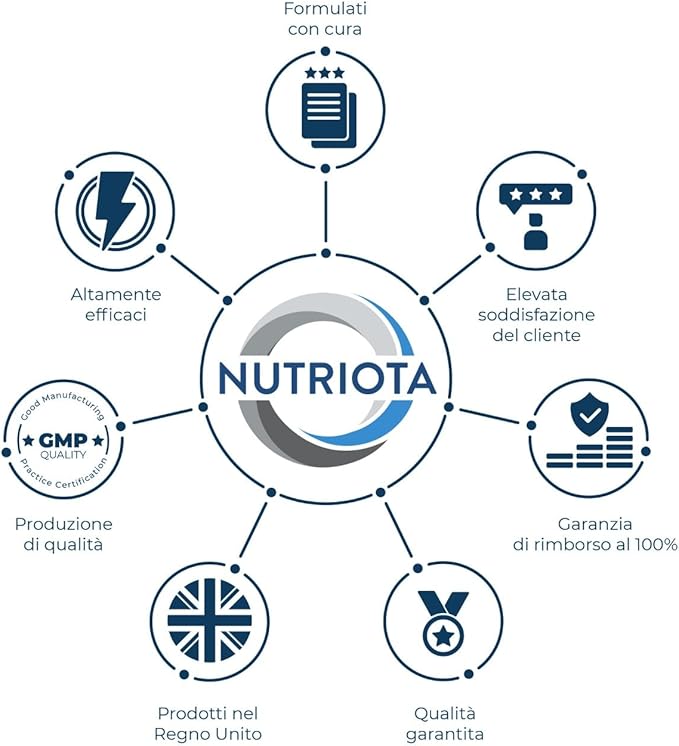 Formulati
con cura
Altamente
efficaci
Elevata
soddisfazione
del cliente
NUTRIOTA
Good Manufacturing
GMP
QUALITY
Practice Certification
Produzione
di qualità
Garanzia
di rimborso al 100%
Prodotti nel
Regno Unito
Qualità
garantita